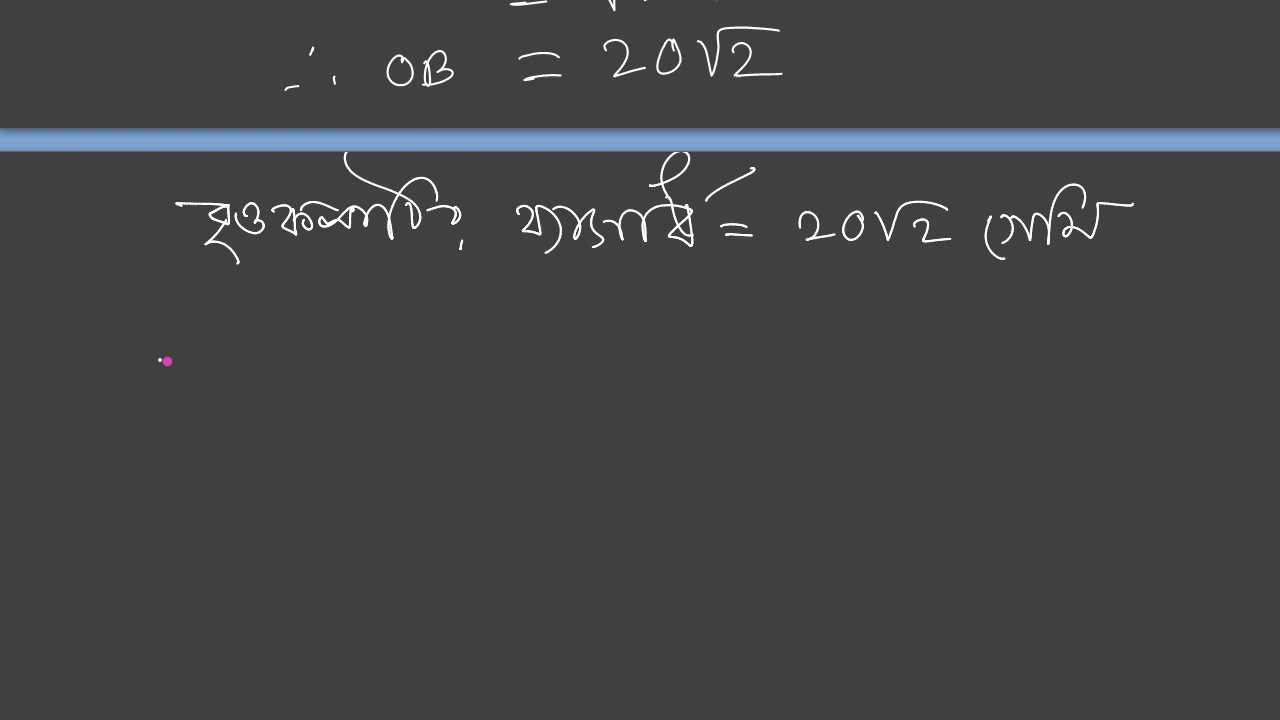 ∴ OB = 20√2
বৃত্তকলাটির ব্যাসার্ধ = 20√2 সেমি